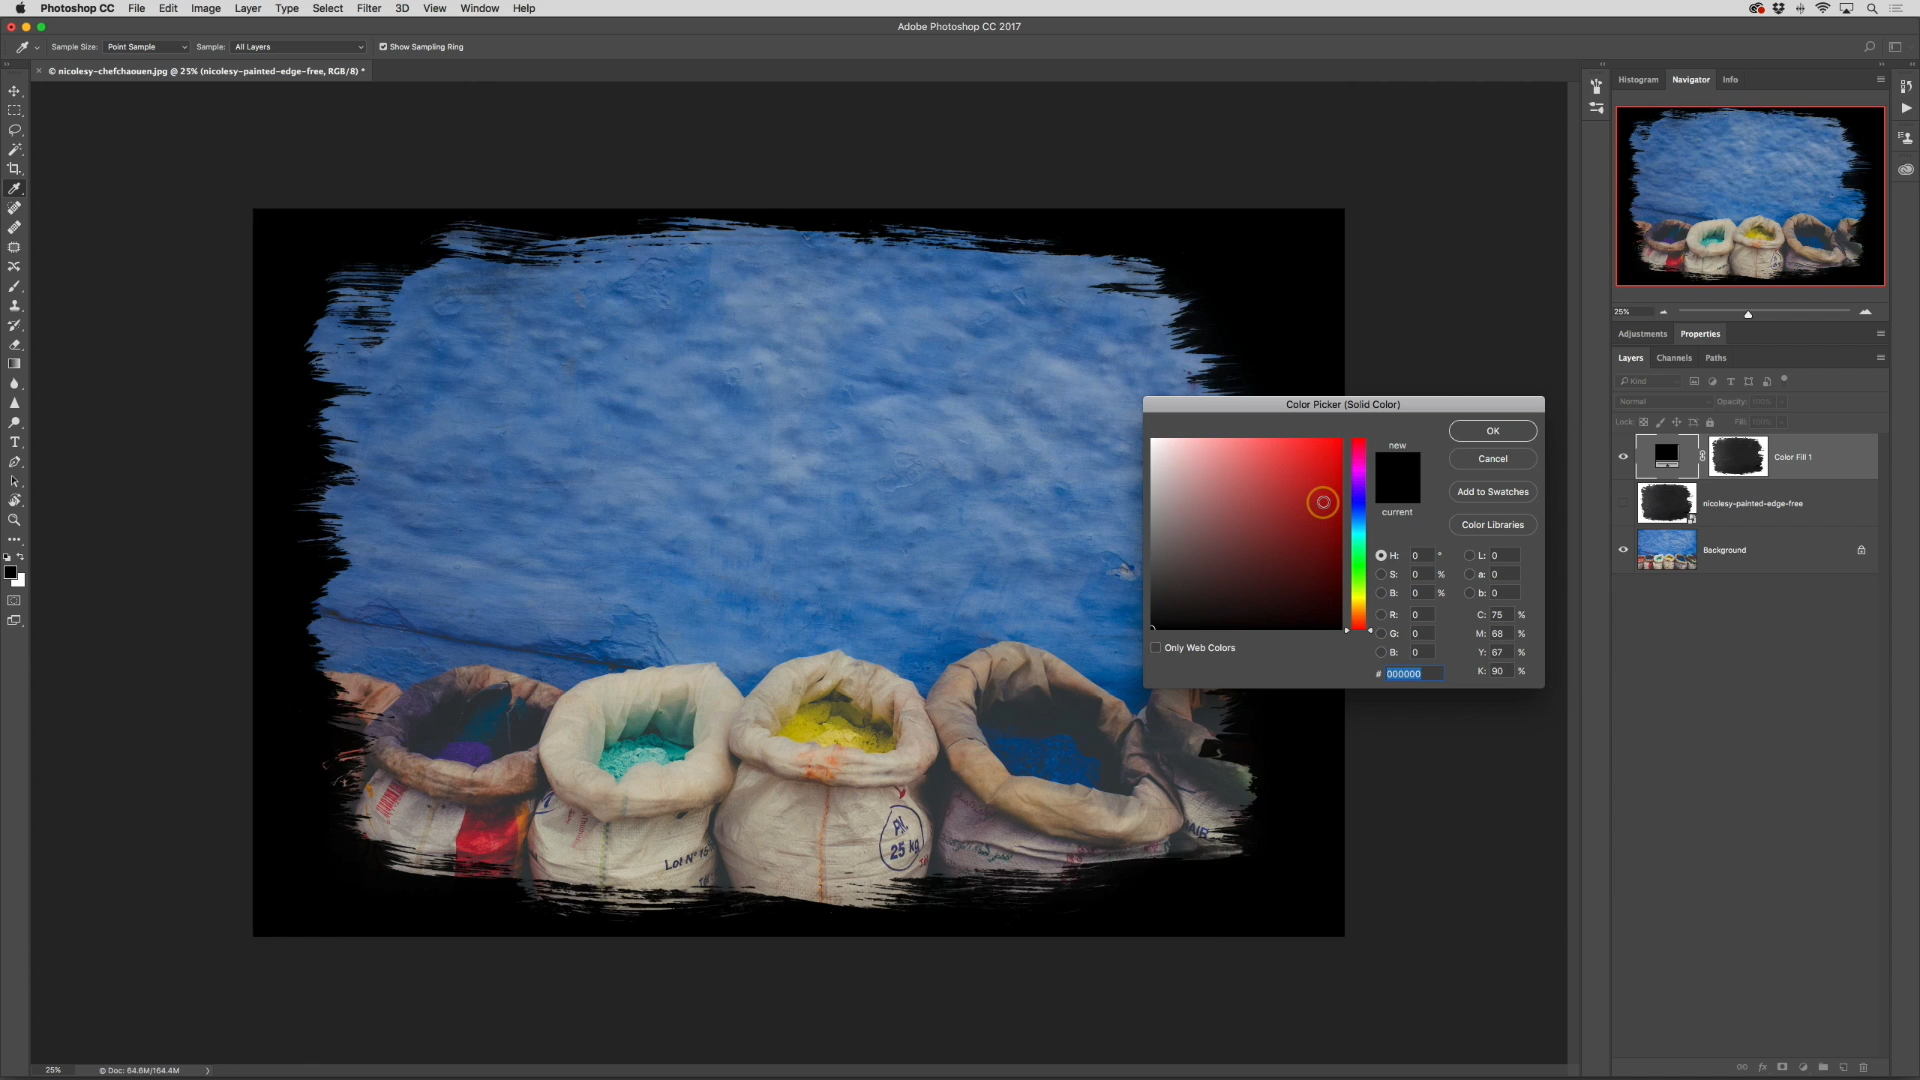 Photoshop CC File Edit Image Layer Type Select Filter 3D View Window Help
Adobe Photoshop CC 2017
Sample Size: Point Sample Sample: All Layers Show Sampling Ring
× © nicolesy-chefchaouen.jpg @ 25% (nicolesy-painted-edge-free, RGB/8) *
Histogram Navigator Info
25%
Adjustments Properties
Layers Channels Paths
Kind
Normal Opacity: 100%
Lock: Fill: 100%
Color Fill 1
nicolesy-painted-edge-free
Background
Color Picker (Solid Color)
new
current
OK
Cancel
Add to Swatches
Color Libraries
H: 0 ° L: 0
S: 0 % a: 0
B: 0 % b: 0
R: 0 C: 75 %
G: 0 M: 68 %
B: 0 Y: 67 %
# 000000 K: 90 %
Only Web Colors
25 kg
Lot N° 15
25% © Doc: 64.6M/164.4M